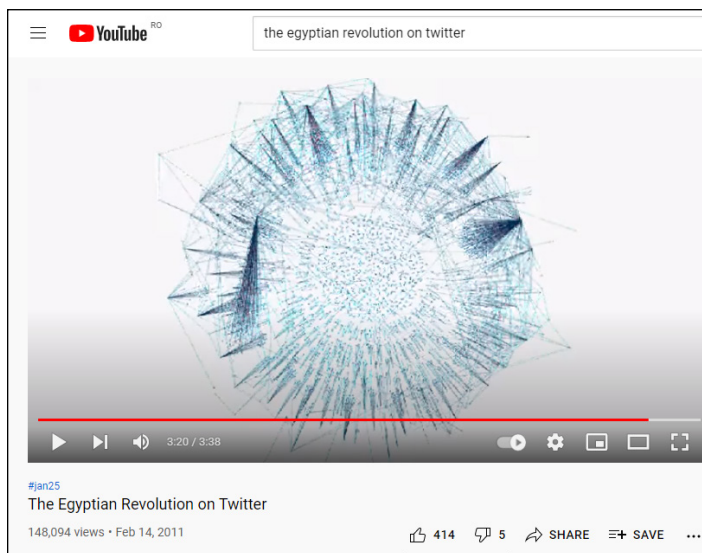 YouTube RO
the egyptian revolution on twitter
3:20 / 3:38
#jan25
The Egyptian Revolution on Twitter
148,094 views • Feb 14, 2011
414 5 SHARE SAVE